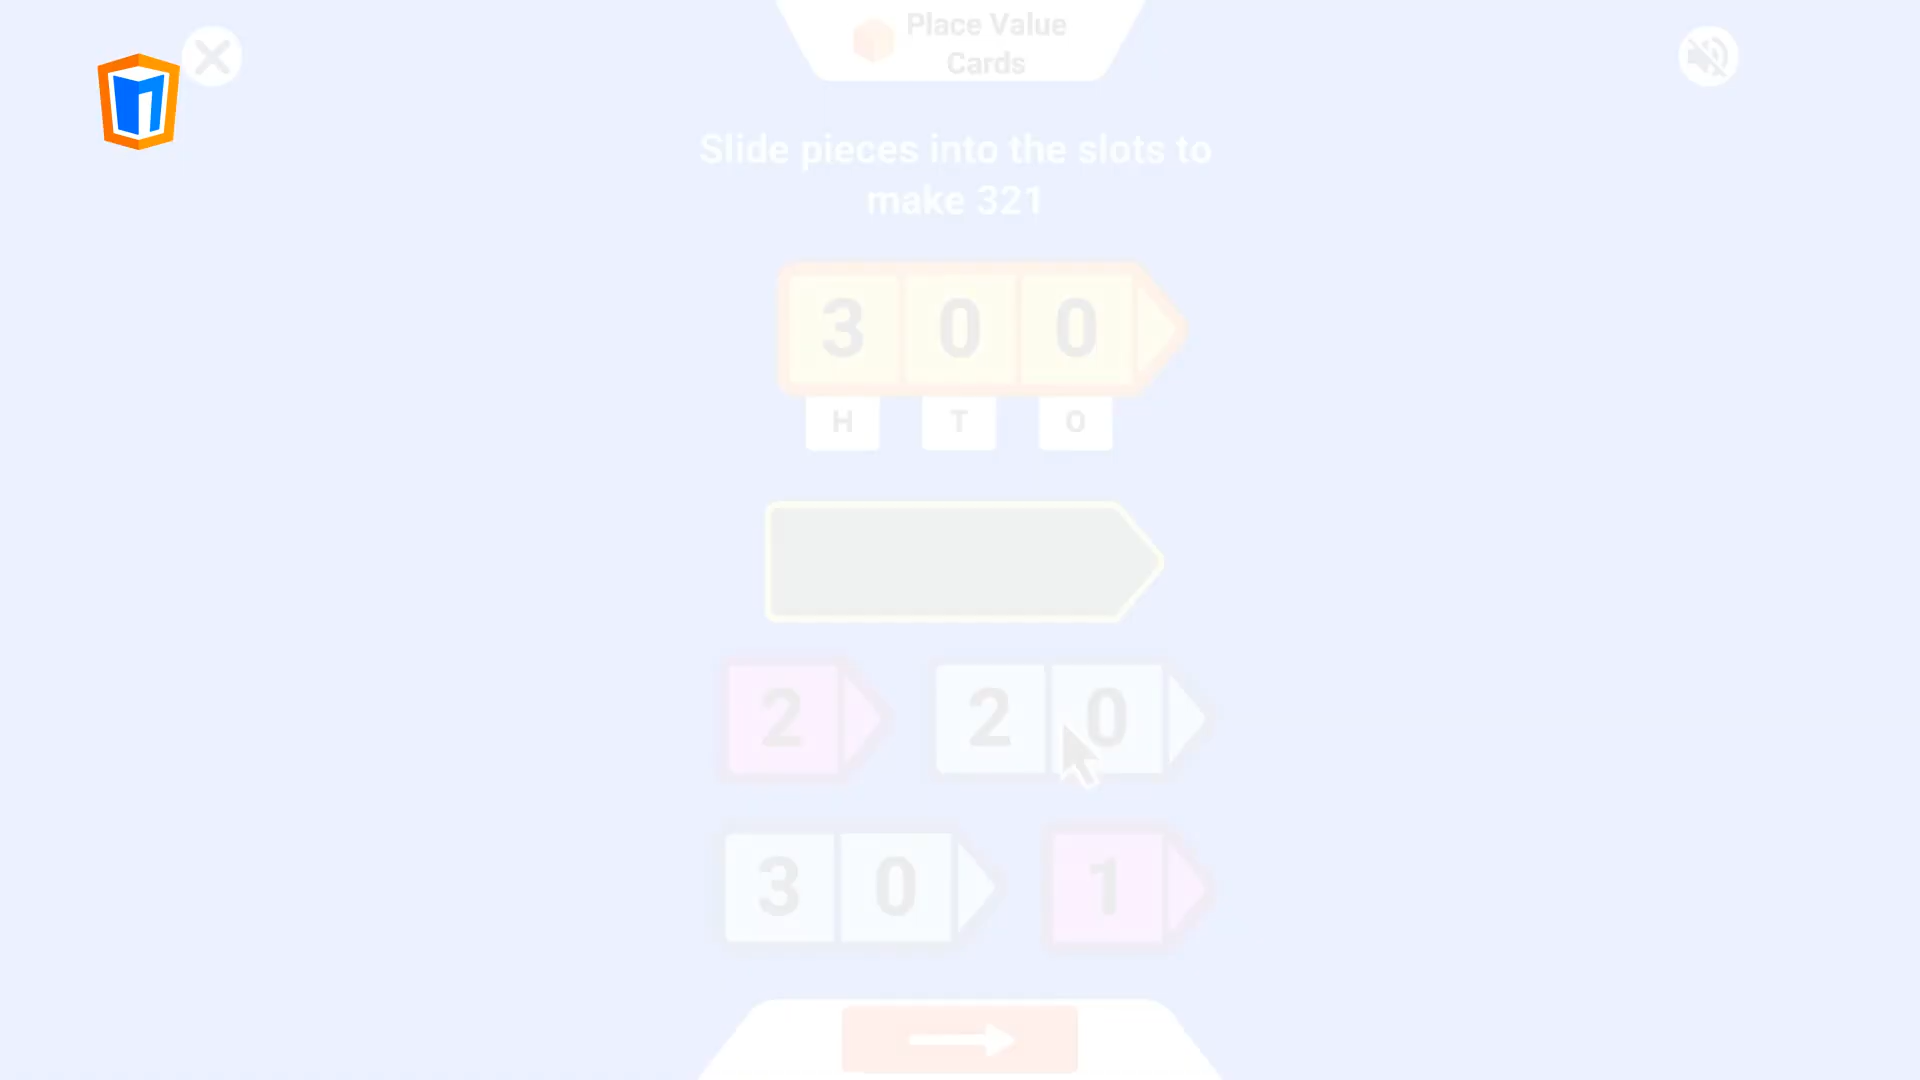 Place Value
Cards
Slide pieces into the slots to
make 321
3 0 0
H T O
2 2 0
3 0 1